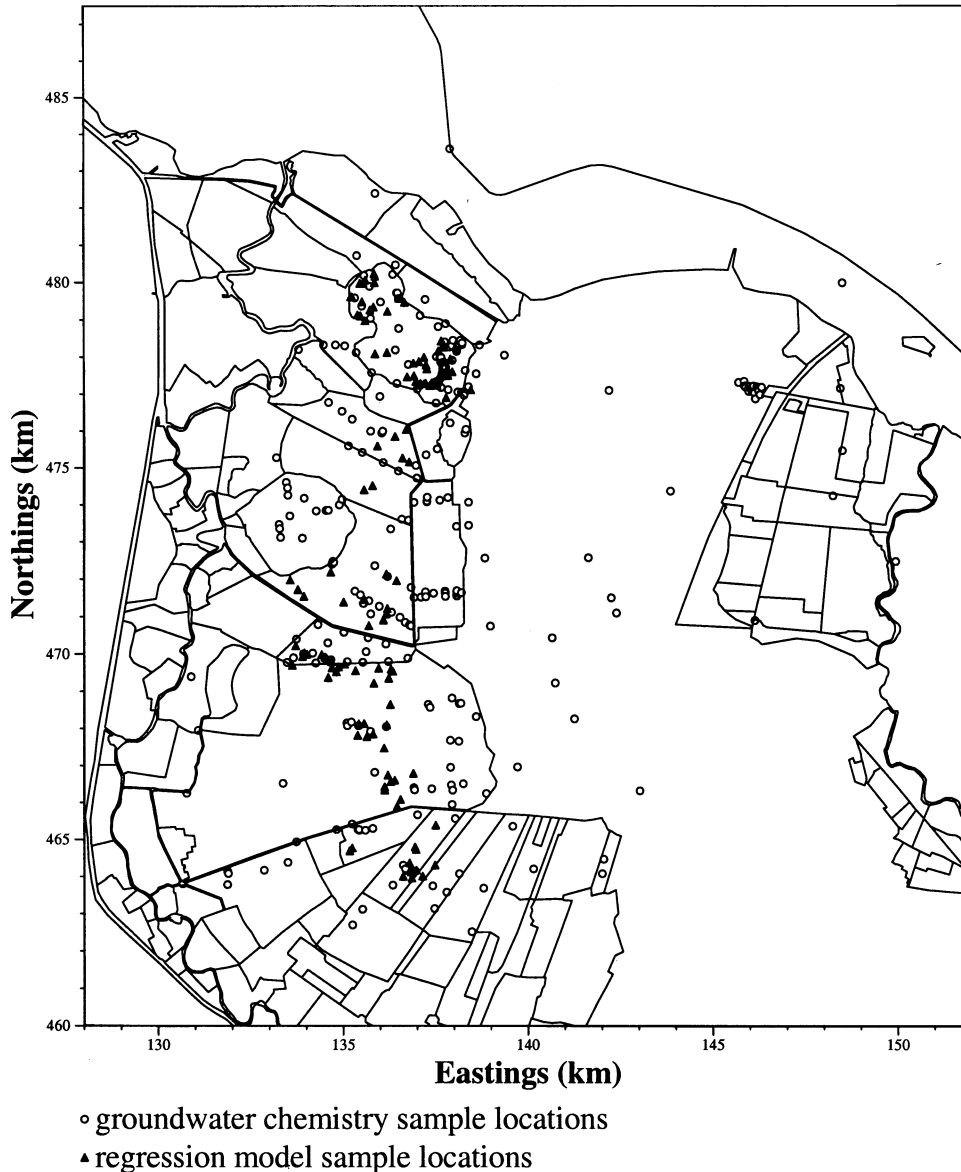 485
480
475
470
465
460
Northings (km)
130
135
140
145
150
Eastings (km)
groundwater chemistry sample locations
regression model sample locations